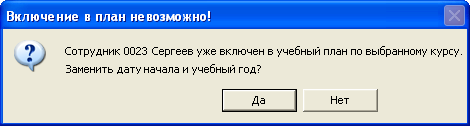 Включение в план невозможно!
Сотрудник 0023 Сергеев уже включен в учебный план по выбранному курсу.
Заменить дату начала и учебный год?
Да
Нет